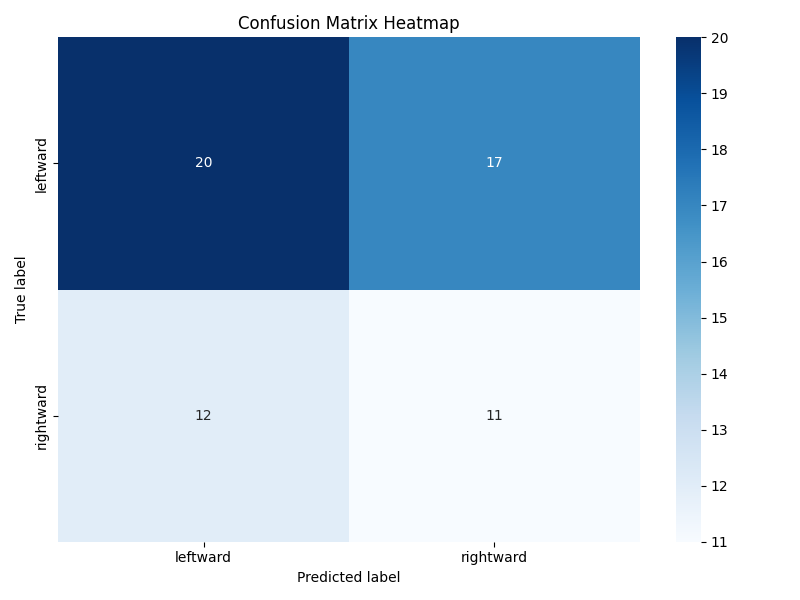 Confusion Matrix Heatmap
True label
leftward
rightward
20
17
12
11
leftward
rightward
Predicted label
20
19
18
17
16
15
14
13
12
11